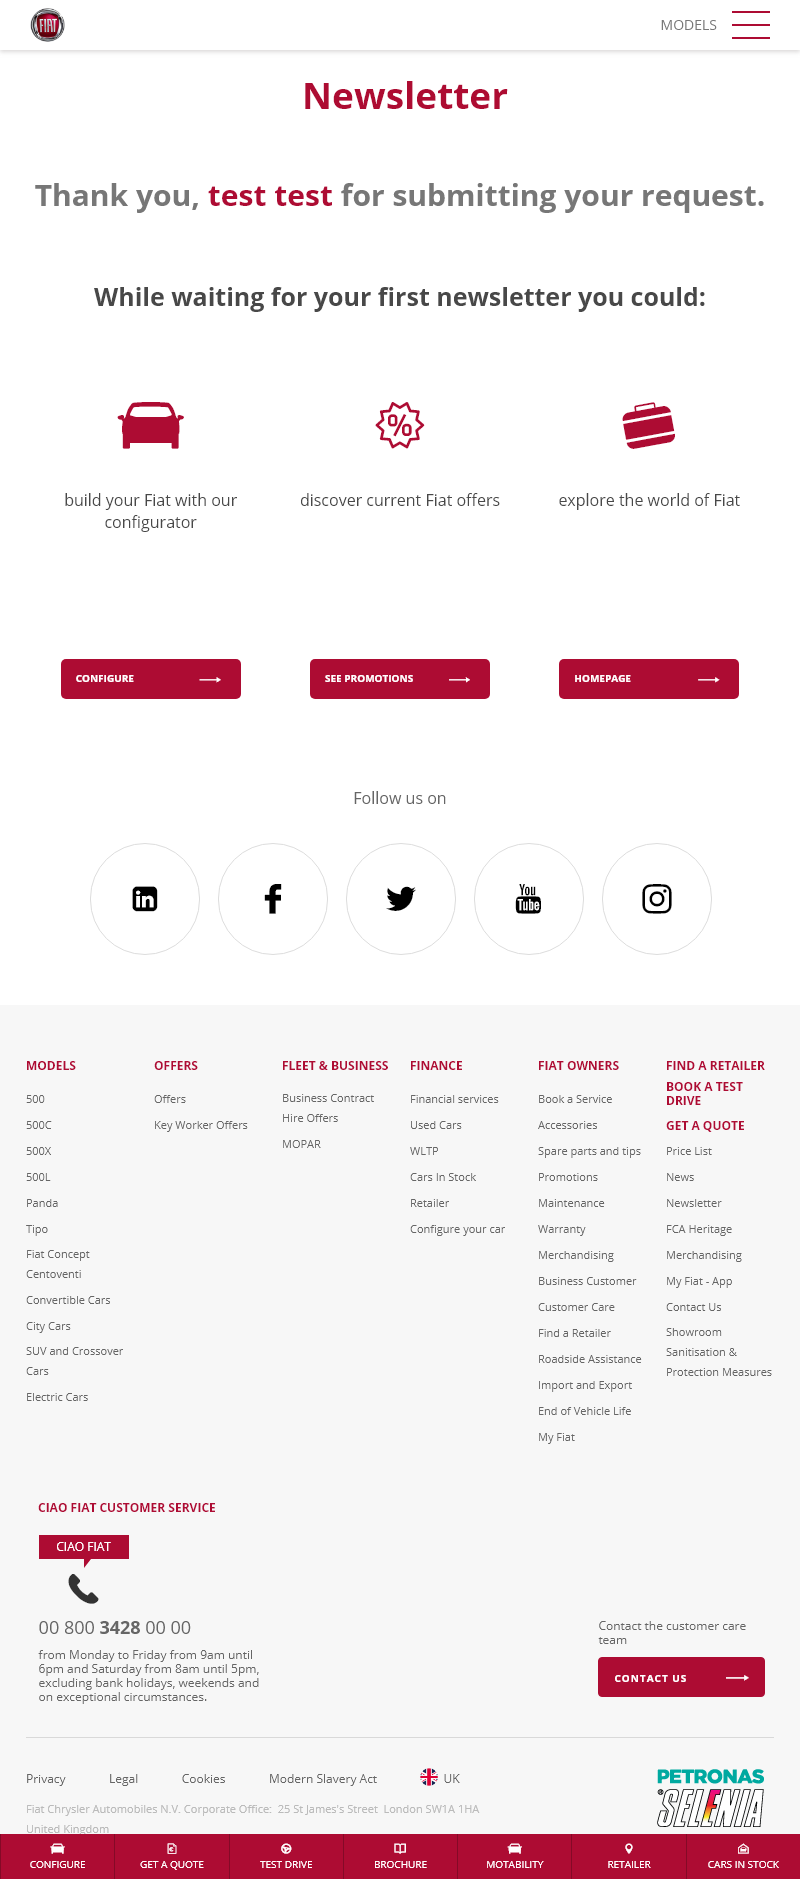 FIAT
MODELS
Newsletter
Thank you, test test for submitting your request.
While waiting for your first newsletter you could:
%
build your Fiat with our
configurator
discover current Fiat offers
explore the world of Fiat
CONFIGURE
SEE PROMOTIONS
HOMEPAGE
Follow us on
in
f
You
Tube
MODELS
500
500C
500X
500L
Panda
Tipo
Fiat Concept
Centoventi
Convertible Cars
City Cars
SUV and Crossover
Cars
Electric Cars
OFFERS
Offers
Key Worker Offers
FLEET & BUSINESS
Business Contract
Hire Offers
MOPAR
FINANCE
Financial services
Used Cars
WLTP
Cars In Stock
Retailer
Configure your car
FIAT OWNERS
Book a Service
Accessories
Spare parts and tips
Promotions
Maintenance
Warranty
Merchandising
Business Customer
Customer Care
Find a Retailer
Roadside Assistance
Import and Export
End of Vehicle Life
My Fiat
FIND A RETAILER
BOOK A TEST
DRIVE
GET A QUOTE
Price List
News
Newsletter
FCA Heritage
Merchandising
My Fiat - App
Contact Us
Showroom
Sanitisation &
Protection Measures
CIAO FIAT CUSTOMER SERVICE
CIAO FIAT
00 800 3428 00 00
from Monday to Friday from 9am until
6pm and Saturday from 8am until 5pm,
excluding bank holidays, weekends and
on exceptional circumstances.
Contact the customer care
team
CONTACT US
Privacy
Legal
Cookies
Modern Slavery Act
UK
PETRONAS
SELENIA
Fiat Chrysler Automobiles N.V. Corporate Office: 25 St James's Street London SW1A 1HA
United Kingdom
CONFIGURE
GET A QUOTE
TEST DRIVE
BROCHURE
MOTABILITY
RETAILER
CARS IN STOCK